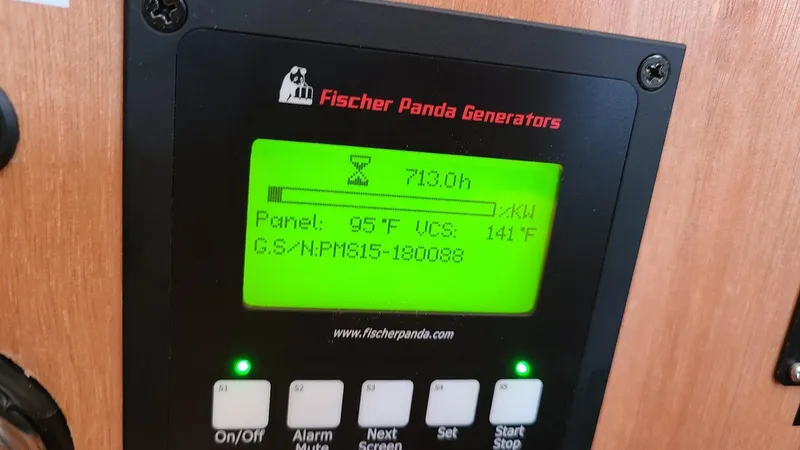 Fischer Panda Generators
713.0h
%KW
Panel: 95°F VCS: 141°F
G.S/N:PMS15-180088
www.fischerpanda.com
S1 S2 S3 S4 S5
On/Off Alarm Mute Next Screen Set Start Stop